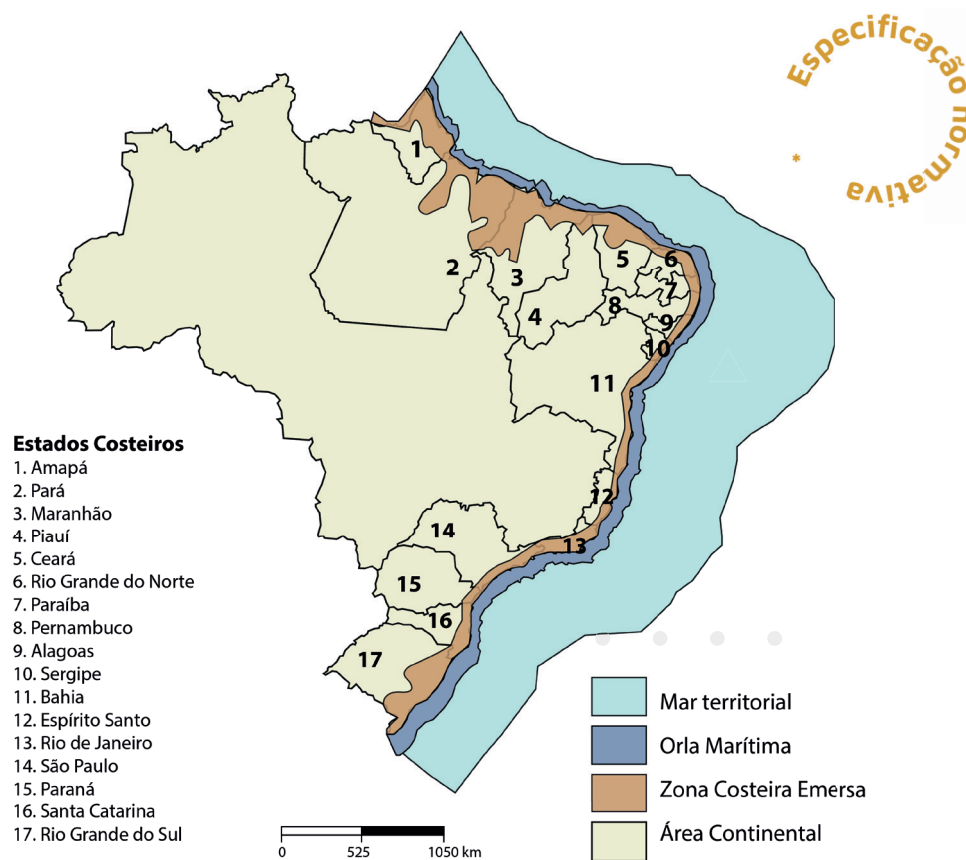 Especificação normativa
*
1
2
3
4
5
6
7
8
9
10
11
12
13
14
15
16
17
Estados Costeiros
1. Amapá
2. Pará
3. Maranhão
4. Piauí
5. Ceará
6. Rio Grande do Norte
7. Paraíba
8. Pernambuco
9. Alagoas
10. Sergipe
11. Bahia
12. Espírito Santo
13. Rio de Janeiro
14. São Paulo
15. Paraná
16. Santa Catarina
17. Rio Grande do Sul
Mar territorial
Orla Marítima
Zona Costeira Emersa
Área Continental
0 525 1050 km